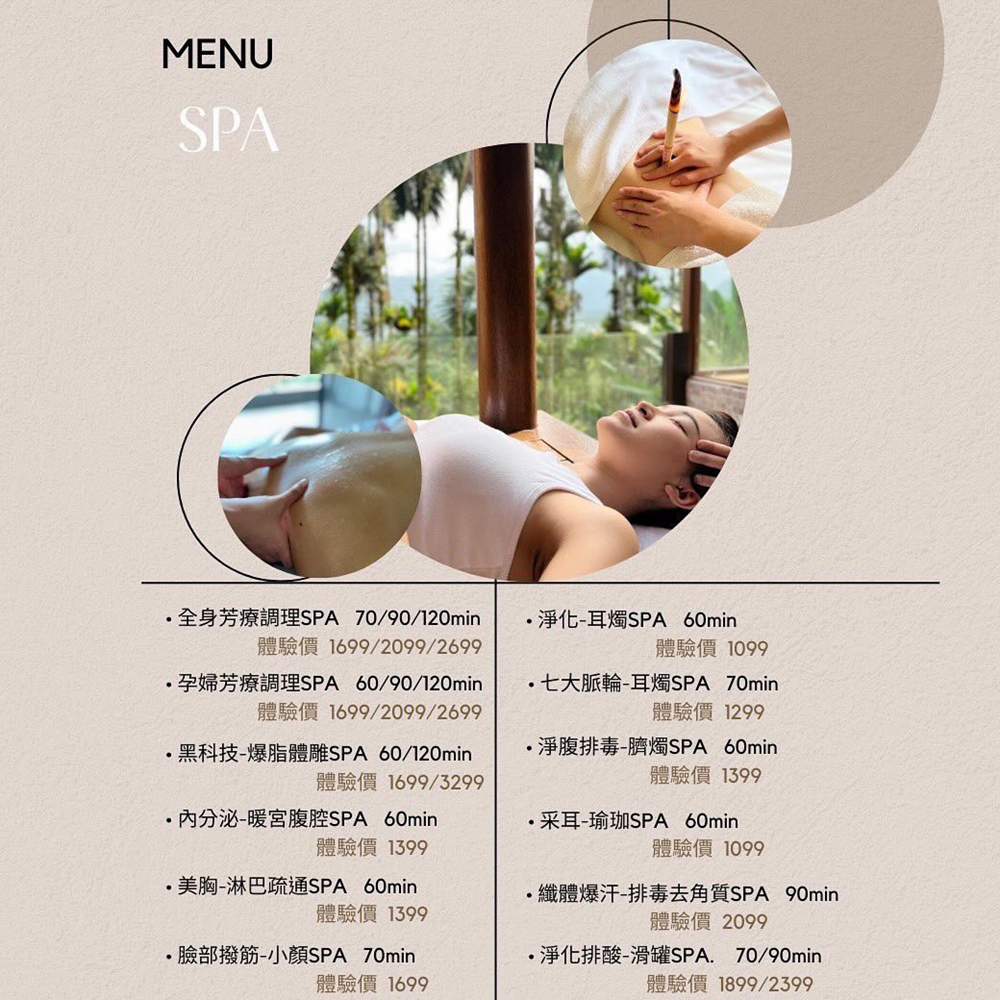 MENU
SPA
• 全身芳療調理SPA 70/90/120min
體驗價 1699/2099/2699
• 孕婦芳療調理SPA 60/90/120min
體驗價 1699/2099/2699
• 黑科技-爆脂體雕SPA 60/120min
體驗價 1699/3299
• 內分泌-暖宮腹腔SPA 60min
體驗價 1399
• 美胸-淋巴疏通SPA 60min
體驗價 1399
• 臉部撥筋-小顏SPA 70min
體驗價 1699
• 淨化-耳燭SPA 60min
體驗價 1099
• 七大脈輪-耳燭SPA 70min
體驗價 1299
• 淨腹排毒-臍燭SPA 60min
體驗價 1399
• 采耳-瑜珈SPA 60min
體驗價 1099
• 纖體爆汗-排毒去角質SPA 90min
體驗價 2099
• 淨化排酸-滑罐SPA. 70/90min
體驗價 1899/2399